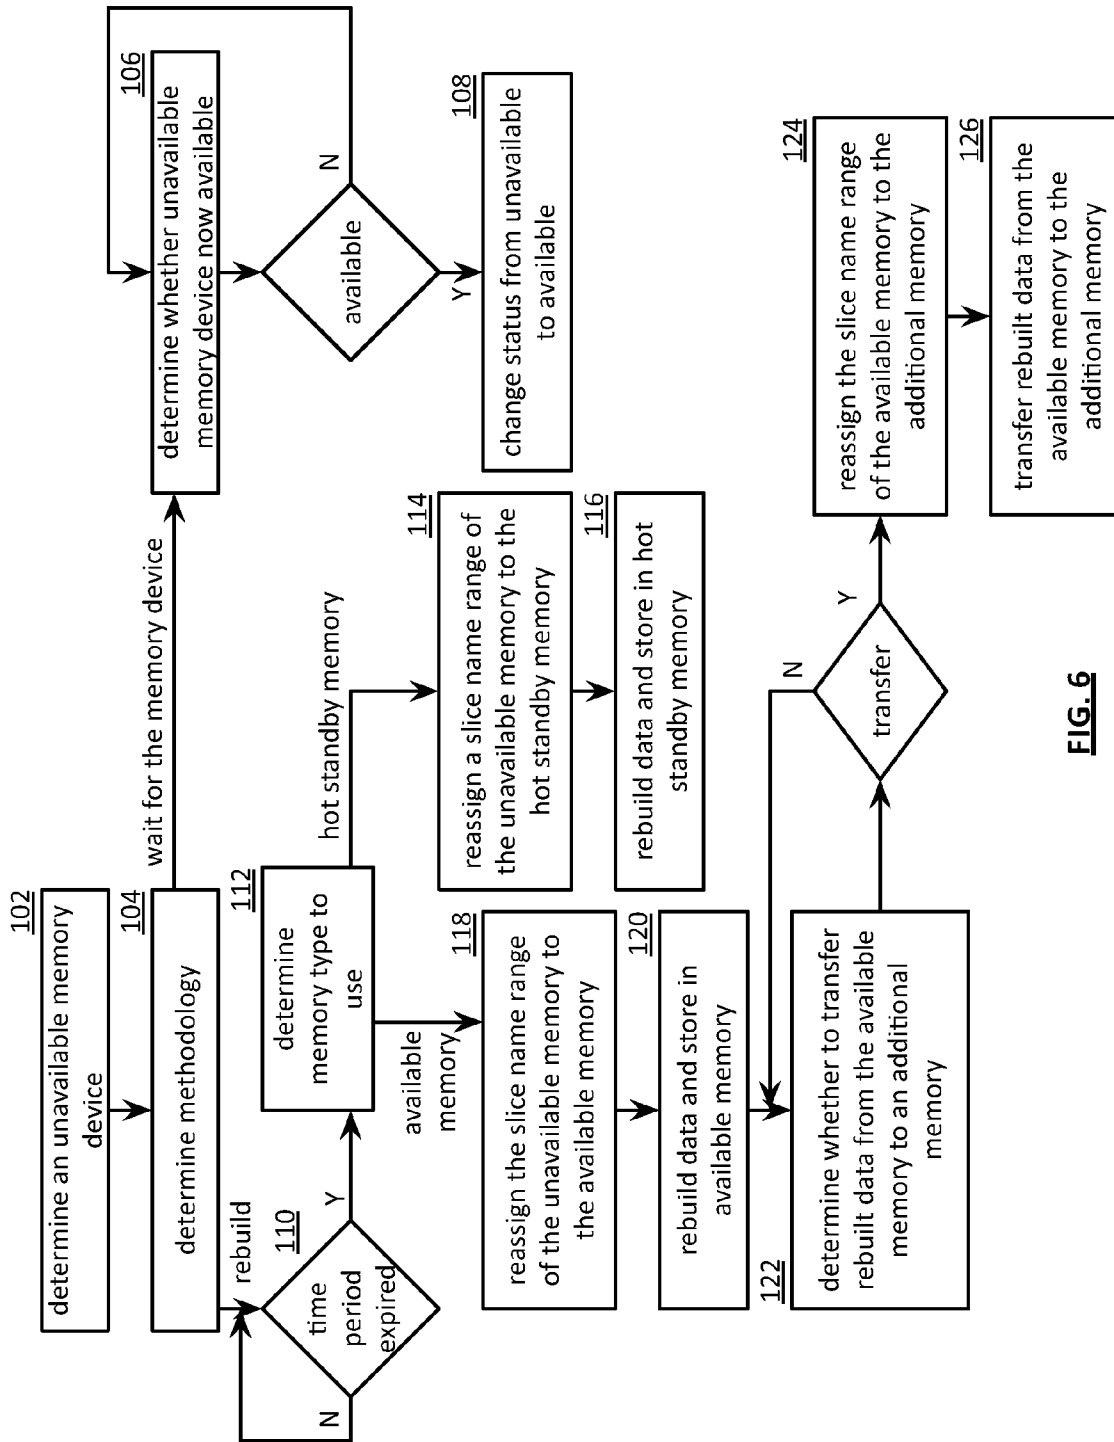 102
determine an unavailable memory
device
104
determine methodology
wait for the memory device
106
determine whether unavailable
memory device now available
available
N
Y
108
change status from unavailable
to available
rebuild
110
time
period
expired
N
Y
112
determine
memory type to
use
hot standby memory
114
reassign a slice name range of
the unavailable memory to the
hot standby memory
116
rebuild data and store in hot
standby memory
available
memory
118
reassign the slice name range
of the unavailable memory to
the available memory
120
rebuild data and store in
available memory
122
determine whether to transfer
rebuilt data from the available
memory to an additional
memory
transfer
N
Y
124
reassign the slice name range
of the available memory to the
additional memory
126
transfer rebuilt data from the
available memory to the
additional memory
FIG. 6